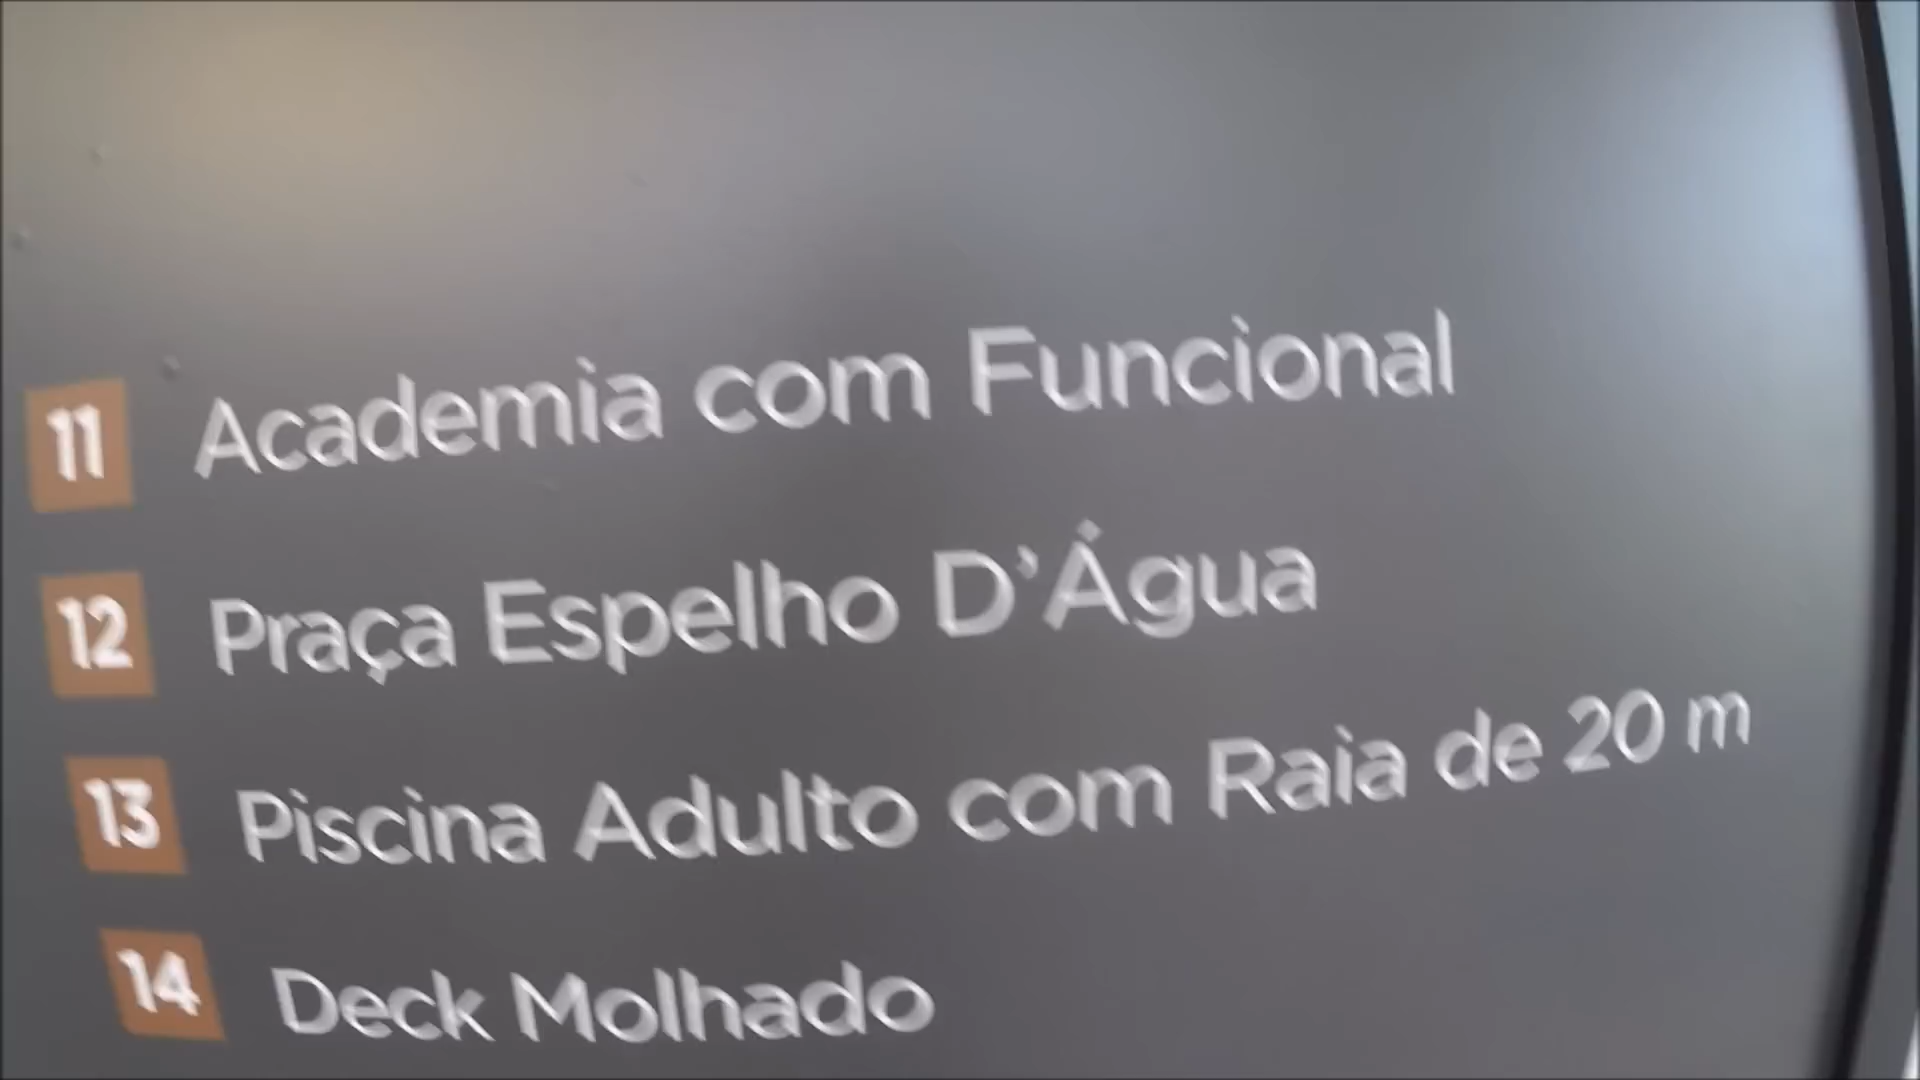 11 Academia com Funcional
12 Praça Espelho D'Água
13 Piscina Adulto com Raia de 20 m
14 Deck Molhado